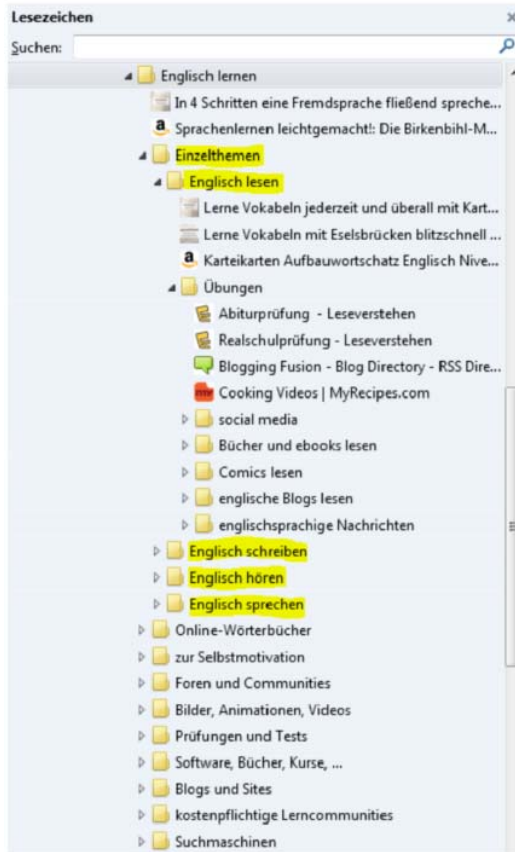 Lesezeichen
Suchen:
Englisch lernen
In 4 Schritten eine Fremdsprache fließend spreche...
Sprachenlernen leichtgemacht!: Die Birkenbihl-M...
Einzelthemen
Englisch lesen
Lerne Vokabeln jederzeit und überall mit Kart...
Lerne Vokabeln mit Eselsbrücken blitzschnell ...
Karteikarten Aufbauwortschatz Englisch Nive...
Übungen
Abiturprüfung - Leseverstehen
Realschulprüfung - Leseverstehen
Blogging Fusion - Blog Directory - RSS Dire...
my Cooking Videos | MyRecipes.com
social media
Bücher und ebooks lesen
Comics lesen
englische Blogs lesen
englischsprachige Nachrichten
Englisch schreiben
Englisch hören
Englisch sprechen
Online-Wörterbücher
zur Selbstmotivation
Foren und Communities
Bilder, Animationen, Videos
Prüfungen und Tests
Software, Bücher, Kurse, ...
Blogs und Sites
kostenpflichtige Lerncommunities
Suchmaschinen